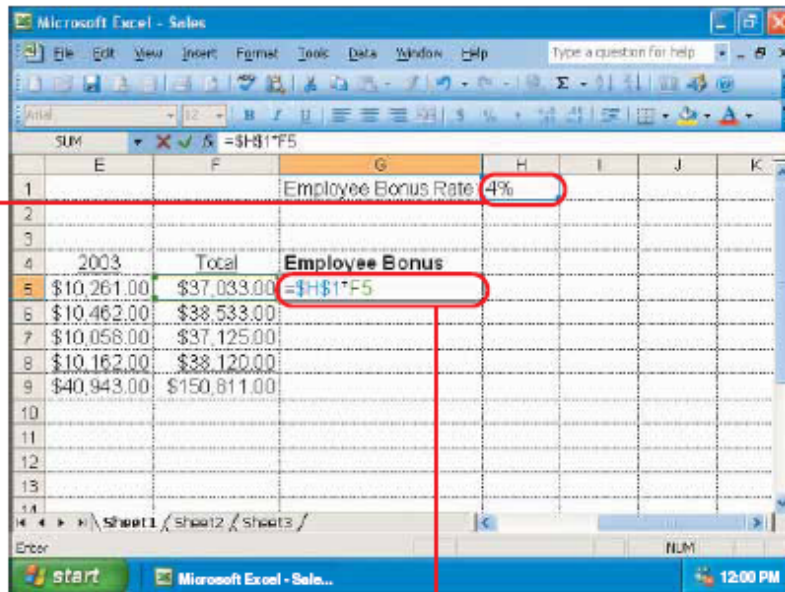 Microsoft Excel - Sales
File Edit View Insert Format Tools Data Window Help Type a question for help
Arial 12 B I U $ %
SUM =$H$1*F5
E F G H I J K
1 Employee Bonus Rate 4%
2
3
4 2003 Total Employee Bonus
5 $10,261.00 $37,033.00 =$H$1*F5
6 $10,462.00 $38,533.00
7 $10,058.00 $37,125.00
8 $10,162.00 $38,120.00
9 $40,943.00 $150,811.00
10
11
12
13
14
Sheet1 Sheet2 Sheet3
Enter NUM
start Microsoft Excel - Sale... 12:00 PM